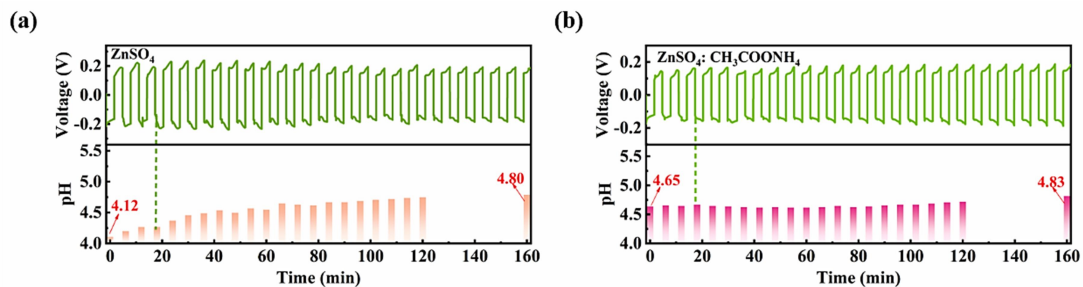 (a)
ZnSO₄
Voltage (V)
0.2
0.0
-0.2
pH
5.5
5.0
4.5
4.0
4.12
4.80
0 20 40 60 80 100 120 140 160
Time (min)
(b)
ZnSO₄: CH₃COONH₄
Voltage (V)
0.2
0.0
-0.2
pH
5.5
5.0
4.5
4.0
4.65
4.83
0 20 40 60 80 100 120 140 160
Time (min)